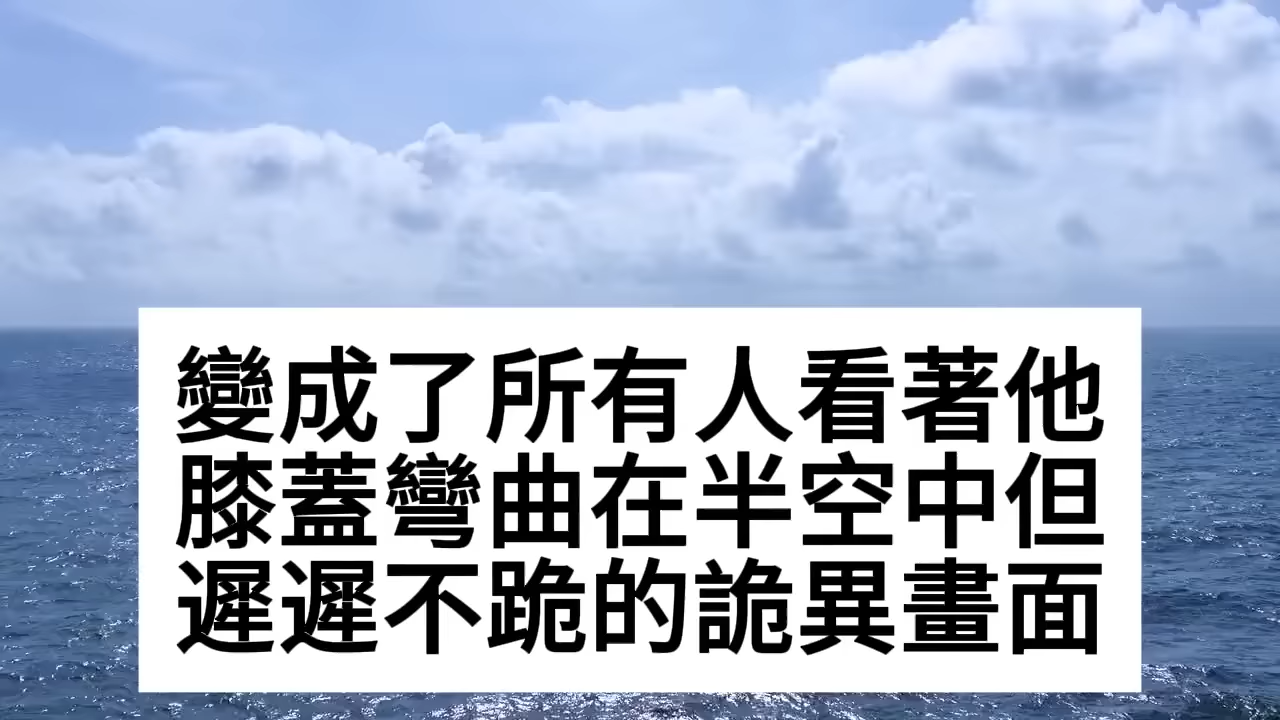 變成了所有人看著他
膝蓋彎曲在半空中但
遲遲不跪的詭異畫面